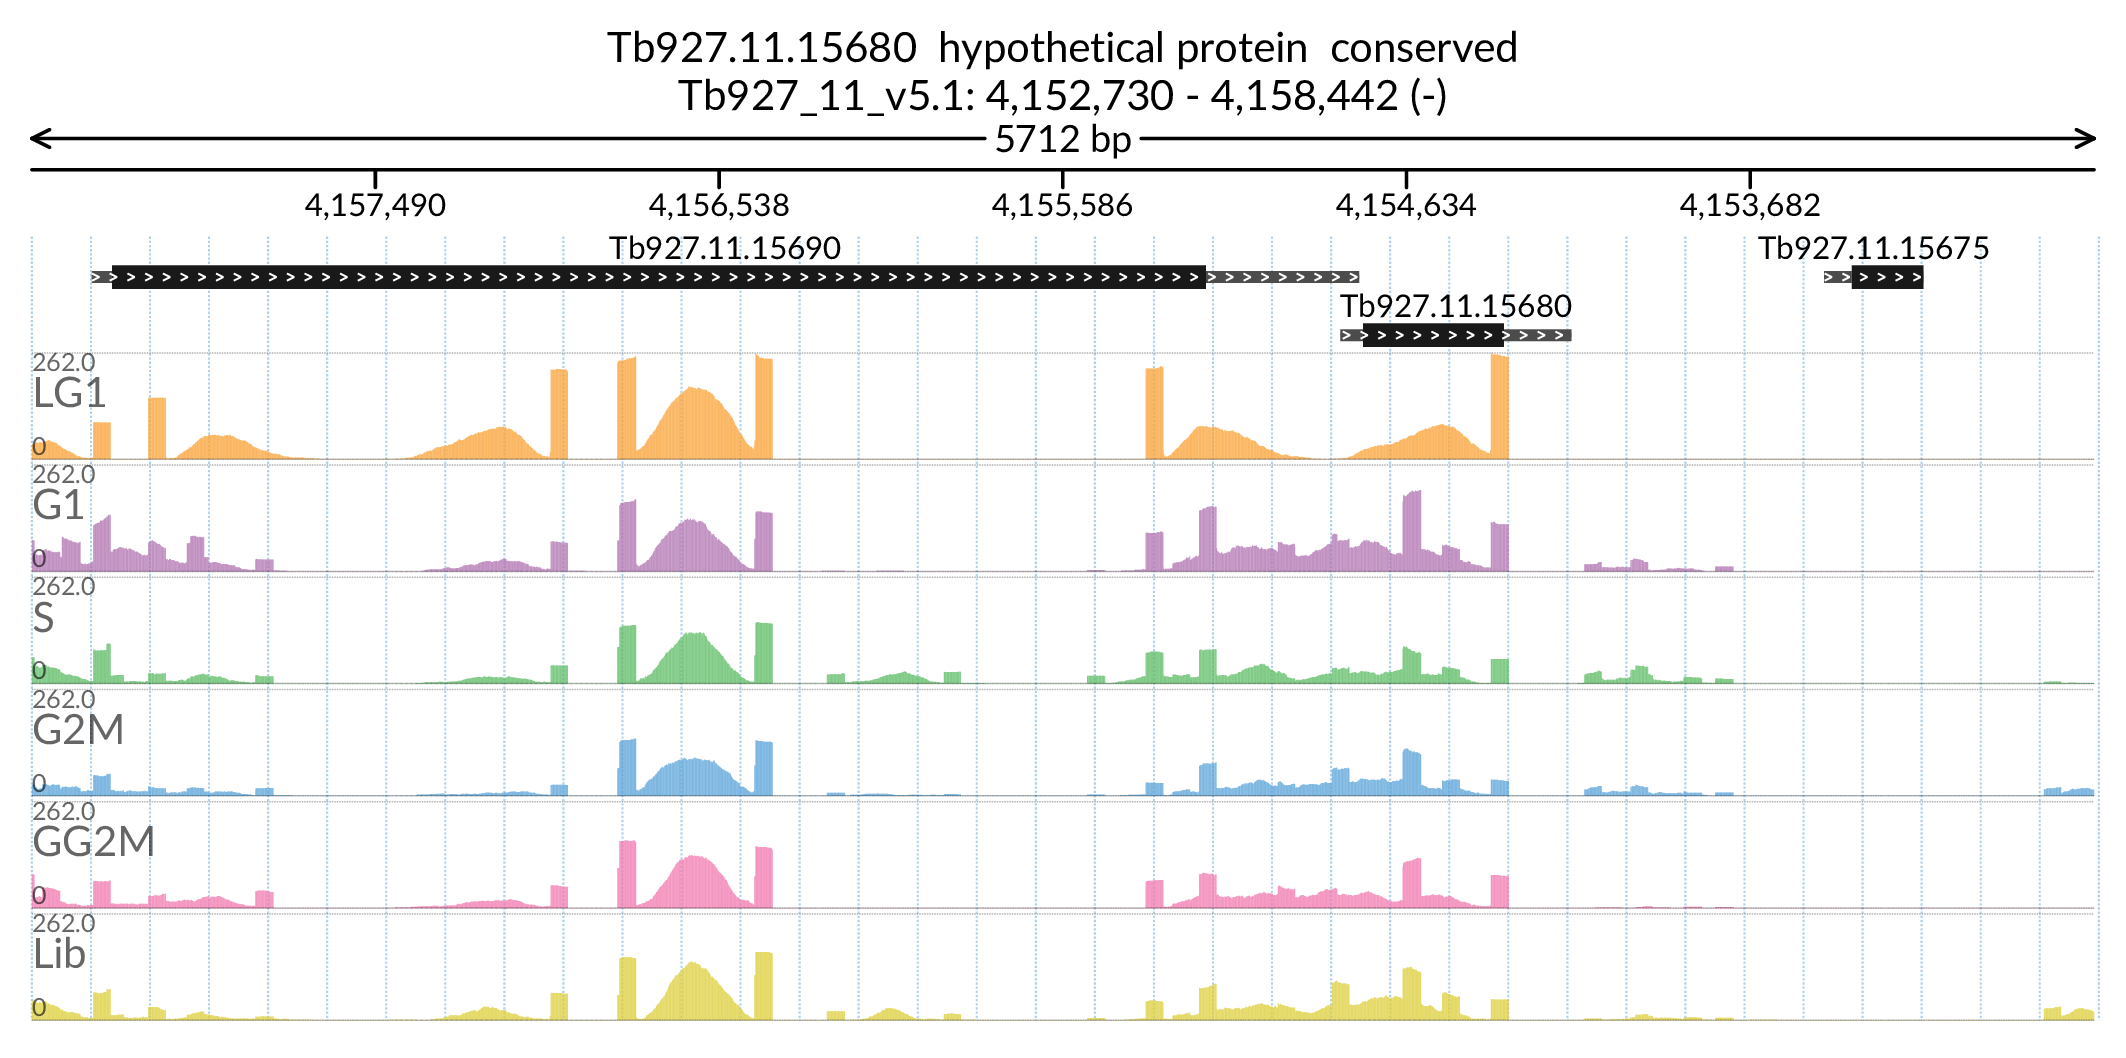 Tb927.11.15680  hypothetical protein  conserved
Tb927_11_v5.1: 4,152,730 - 4,158,442 (-)
5712 bp
4,157,490 4,156,538 4,155,586 4,154,634 4,153,682
Tb927.11.15690 Tb927.11.15675
Tb927.11.15680
262.0
LG1
0
262.0
G1
0
262.0
S
0
262.0
G2M
0
262.0
GG2M
0
262.0
Lib
0